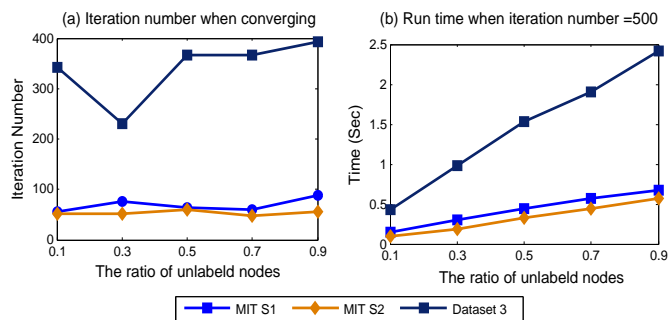 (a) Iteration number when converging
400
300
200
100
0
Iteration Number
0.1 0.3 0.5 0.7 0.9
The ratio of unlabeld nodes
(b) Run time when iteration number =500
2.5
2
1.5
1
0.5
0
Time (Sec)
0.1 0.3 0.5 0.7 0.9
The ratio of unlabeld nodes
MIT S1 MIT S2 Dataset 3